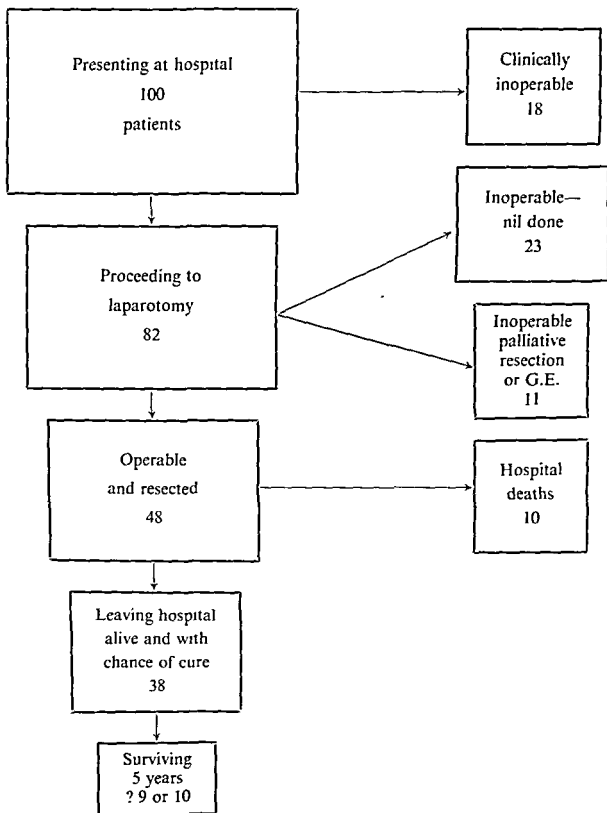 Presenting at hospital
100
patients
Clinically
inoperable
18
Inoperable—
nil done
23
Proceeding to
laparotomy
82
Inoperable
palliative
resection
or G.E.
11
Operable
and resected
48
Hospital
deaths
10
Leaving hospital
alive and with
chance of cure
38
Surviving
5 years
? 9 or 10